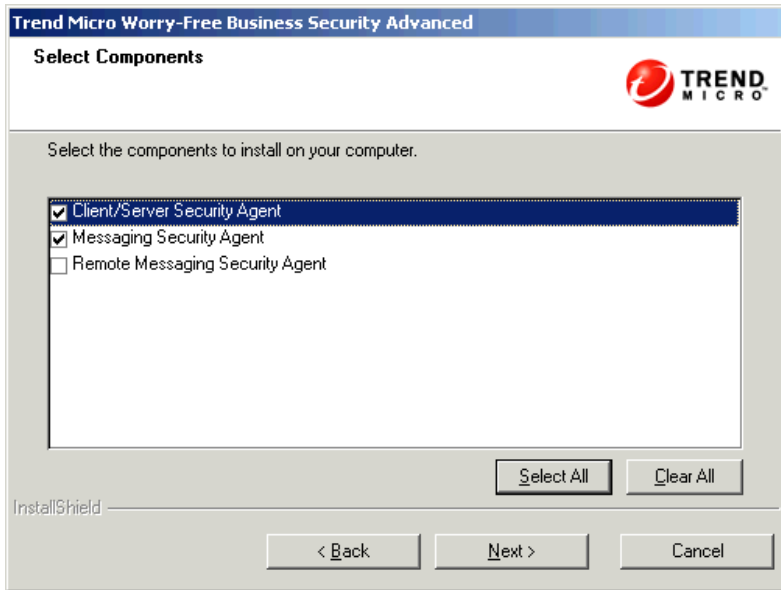 Trend Micro Worry-Free Business Security Advanced
Select Components
TREND
MICRO™
Select the components to install on your computer.
Client/Server Security Agent
Messaging Security Agent
Remote Messaging Security Agent
Select All
Clear All
InstallShield
< Back
Next >
Cancel